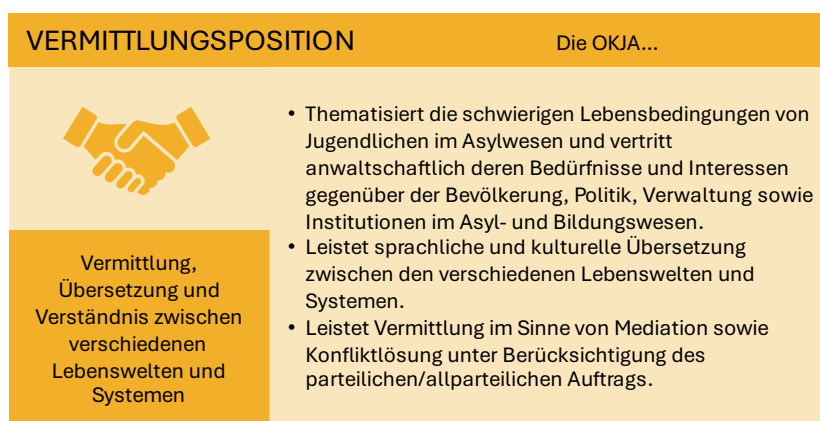 VERMITTLUNGSPOSITION
Die OKJA...
Vermittlung,
Übersetzung und
Verständnis zwischen
verschiedenen
Lebenswelten und
Systemen
• Thematisiert die schwierigen Lebensbedingungen von
Jugendlichen im Asylwesen und vertritt
anwaltschaftlich deren Bedürfnisse und Interessen
gegenüber der Bevölkerung, Politik, Verwaltung sowie
Institutionen im Asyl- und Bildungswesen.
• Leistet sprachliche und kulturelle Übersetzung
zwischen den verschiedenen Lebenswelten und
Systemen.
• Leistet Vermittlung im Sinne von Mediation sowie
Konfliktlösung unter Berücksichtigung des
parteilichen/allparteilichen Auftrags.